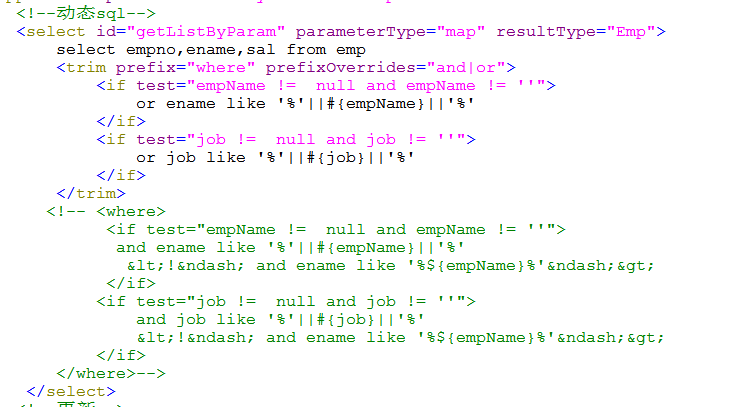 <!--动态sql-->
<select id="getListByParam" parameterType="map" resultType="Emp">
select empno,ename,sal from emp
<trim prefix="where" prefixOverrides="and|or">
<if test="empName !=  null and empName != ''">
or ename like '%'||#{empName}||'%'
</if>
<if test="job !=  null and job != ''">
or job like '%'||#{job}||'%'
</if>
</trim>
<!-- <where>
<if test="empName !=  null and empName != ''">
and ename like '%'||#{empName}||'%'
&lt;!&ndash; and ename like '%${empName}%'&ndash;&gt;
</if>
<if test="job !=  null and job != ''">
and job like '%'||#{job}||'%'
&lt;!&ndash; and ename like '%${empName}%'&ndash;&gt;
</if>
</where>-->
</select>
<!--更新-->